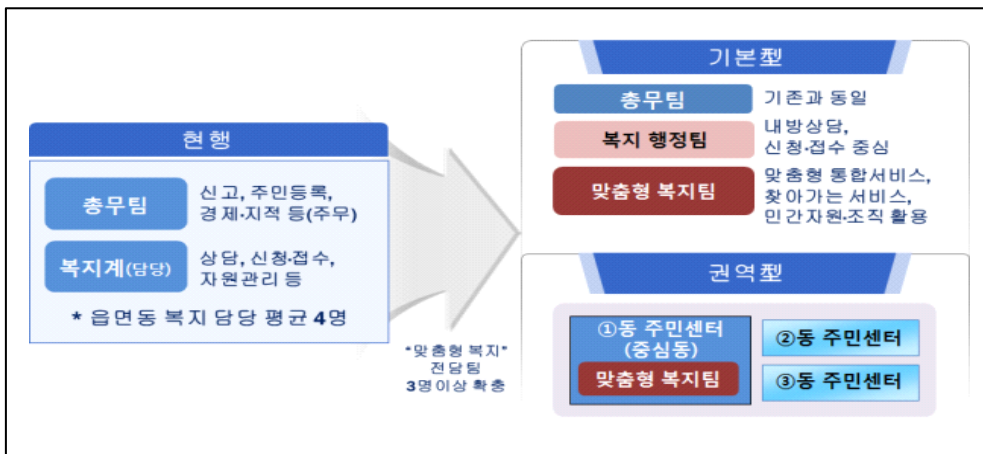 현행
총무팀
신고, 주민등록,
경제·지적 등(주무)
복지계(담당)
상담, 신청·접수,
자원관리 등
* 읍면동 복지 담당 평균 4명
"맞춤형 복지"
전담팀
3명이상 확충
기본型
총무팀
기존과 동일
복지 행정팀
내방상담,
신청·접수 중심
맞춤형 복지팀
맞춤형 통합서비스,
찾아가는 서비스,
민간자원·조직 활용
권역型
①동 주민센터
(중심동)
맞춤형 복지팀
②동 주민센터
③동 주민센터